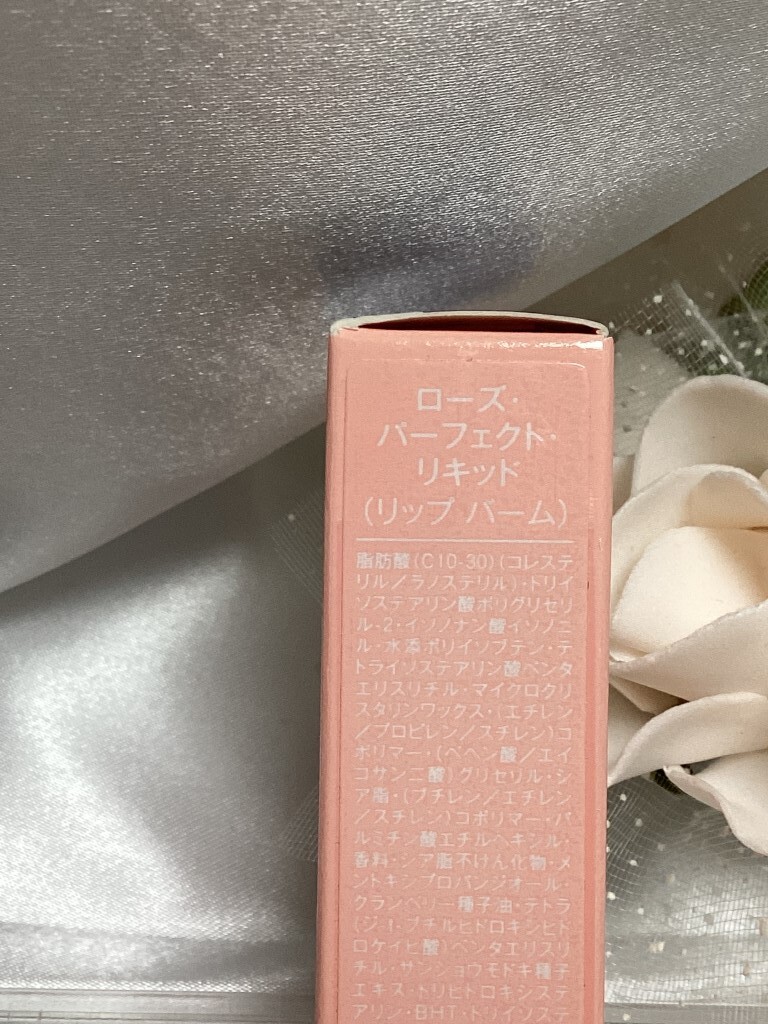 ローズ・
パーフェクト・
リキッド
(リップ バーム)
脂肪酸(C10-30)(コレステ
リル/ラノステリル)・トリイ
ソステアリン酸ポリグリセリ
ル-2・イソノナン酸イソノニ
ル・水添ポリイソブテン・テ
トライソステアリン酸ペンタ
エリスリチル・マイクロクリ
スタリンワックス・(エチレン
/プロピレン/スチレン)コ
ポリマー・(ベヘン酸/エイ
コサン二酸)グリセリル・シ
ア脂・(ブチレン/エチレン
/スチレン)コポリマー・パ
ルミチン酸エチルヘキシル・
香料・シア脂不けん化物・メ
ントキシプロパンジオール・
クランベリー種子油・テトラ
(ジ-t-ブチルヒドロキシヒド
ロケイヒ酸)ペンタエリスリ
チル・サンショウモドキ種子
エキス・トリヒドロキシステ
アリン・BHT・トリイソステ